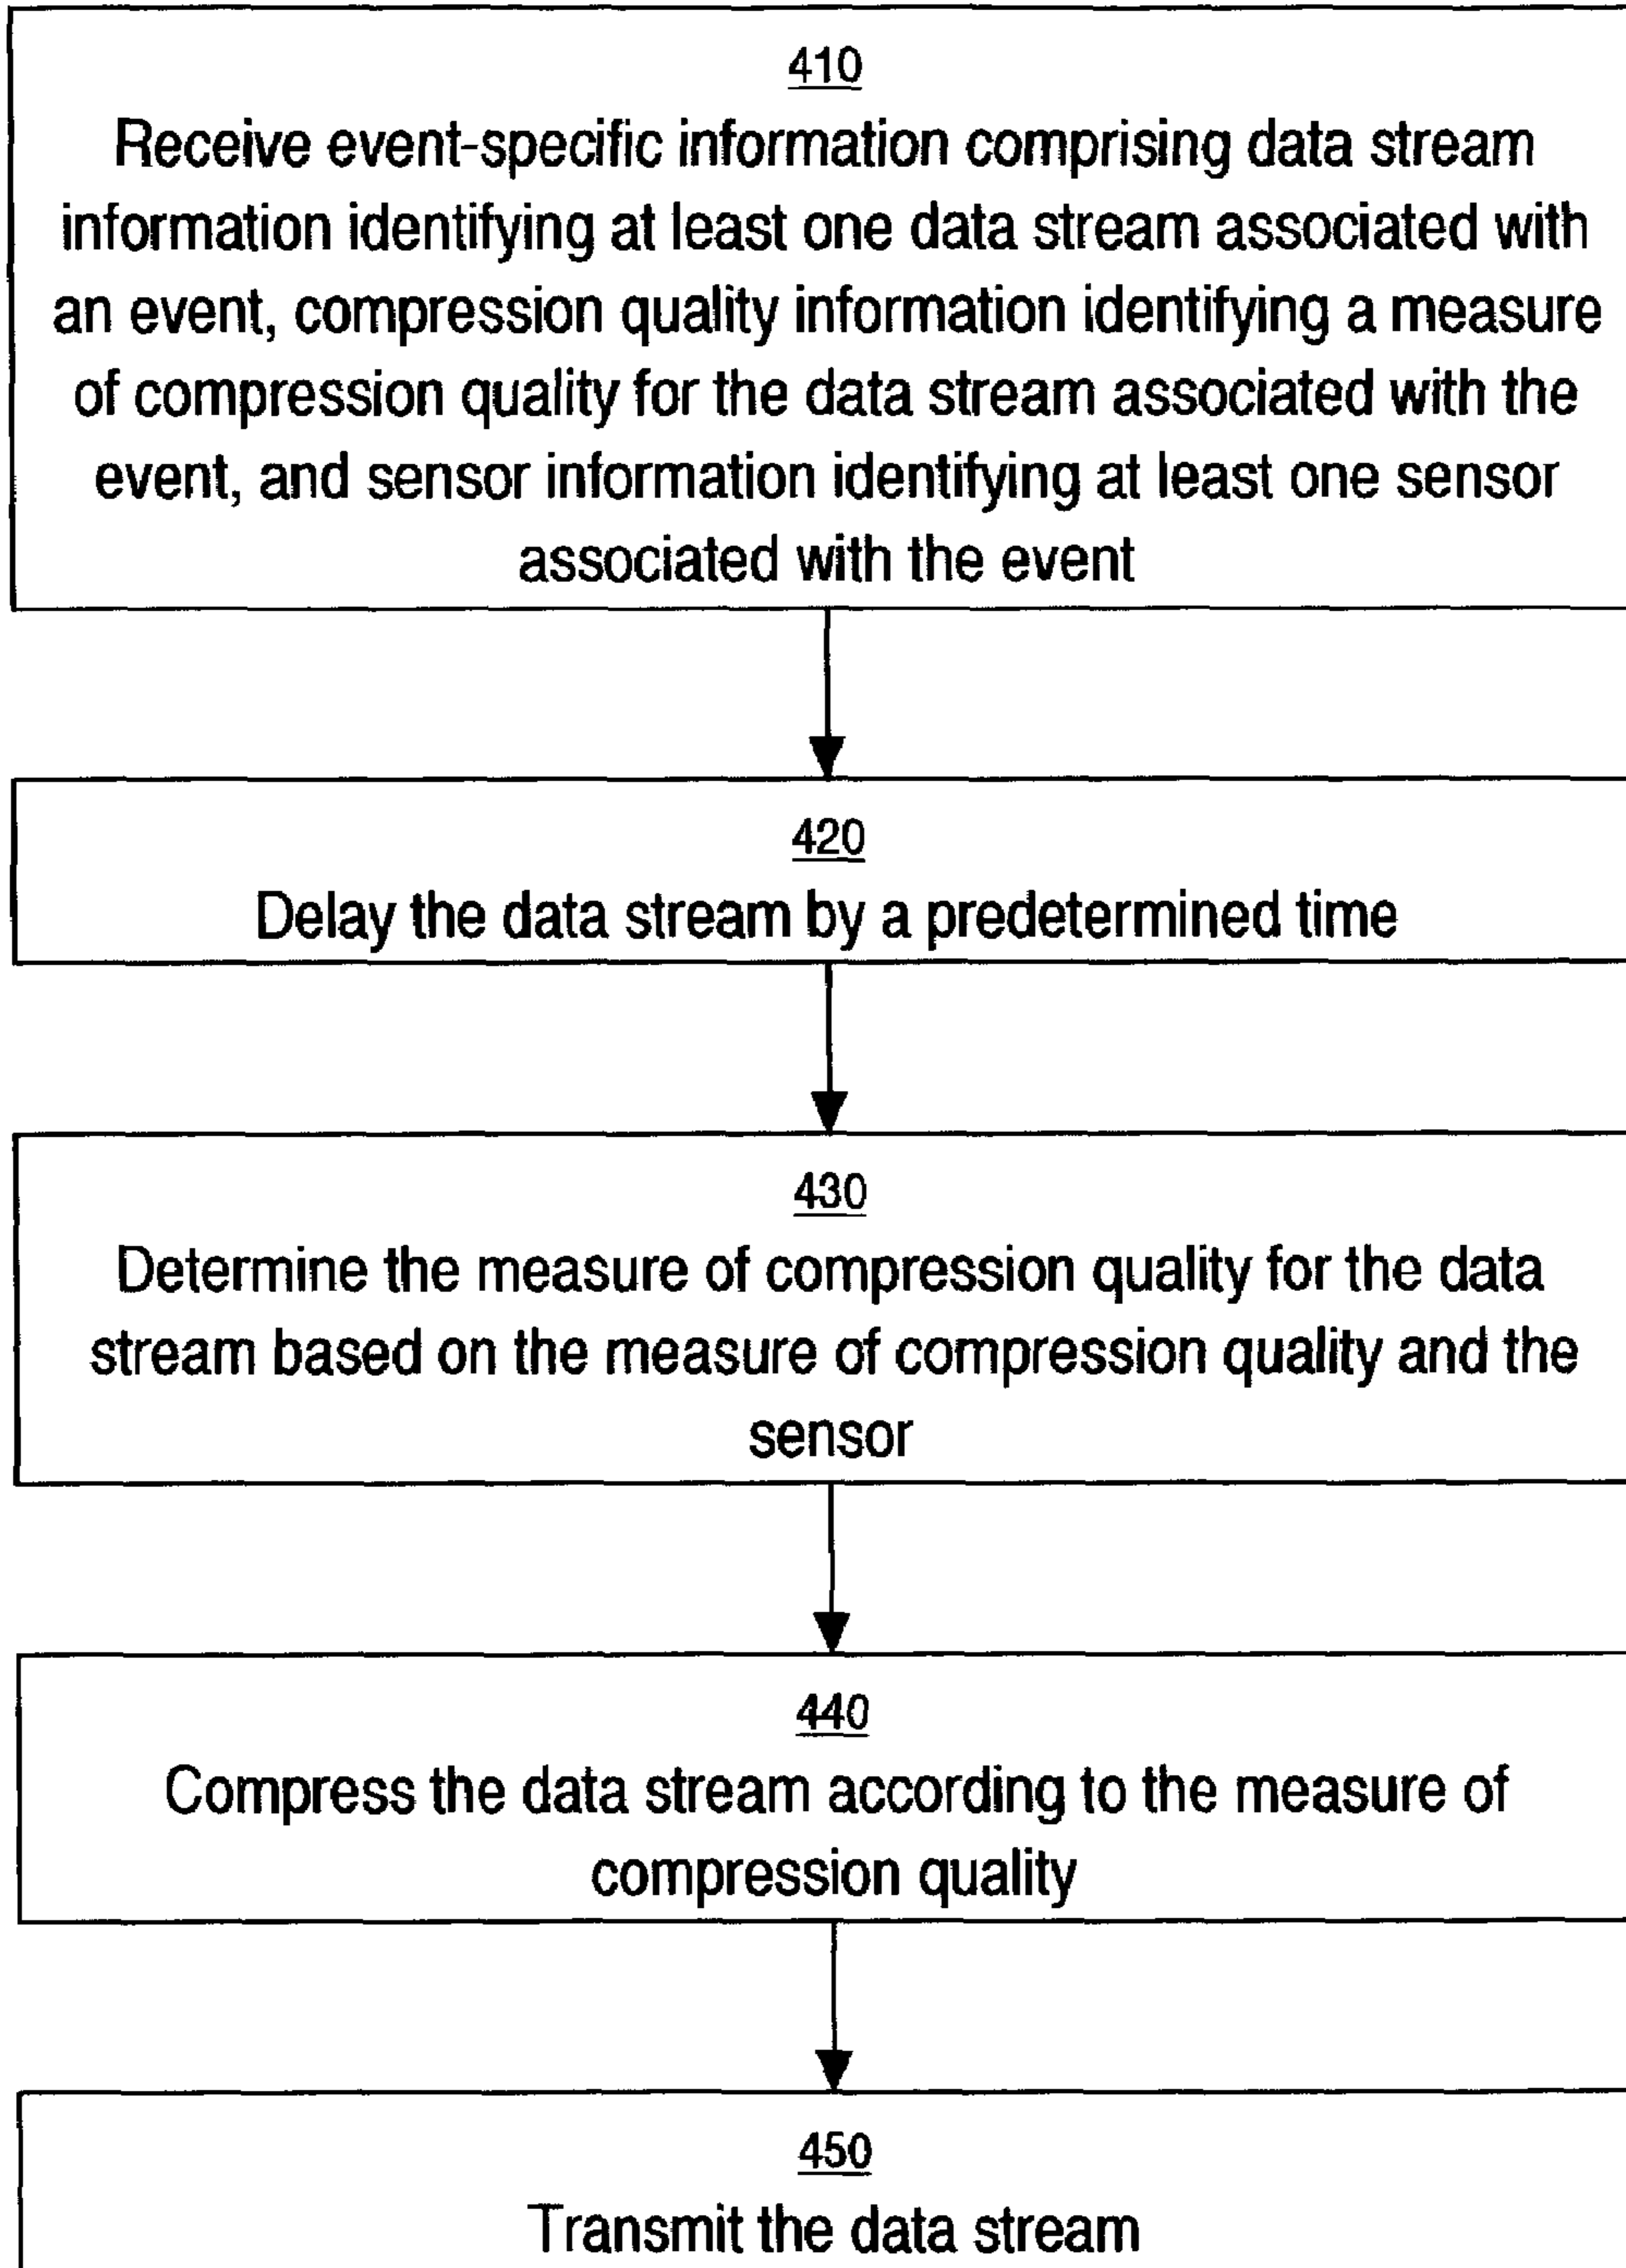 410
Receive event-specific information comprising data stream
information identifying at least one data stream associated with
an event, compression quality information identifying a measure
of compression quality for the data stream associated with the
event, and sensor information identifying at least one sensor
associated with the event
420
Delay the data stream by a predetermined time
430
Determine the measure of compression quality for the data
stream based on the measure of compression quality and the
sensor
440
Compress the data stream according to the measure of
compression quality
450
Transmit the data stream